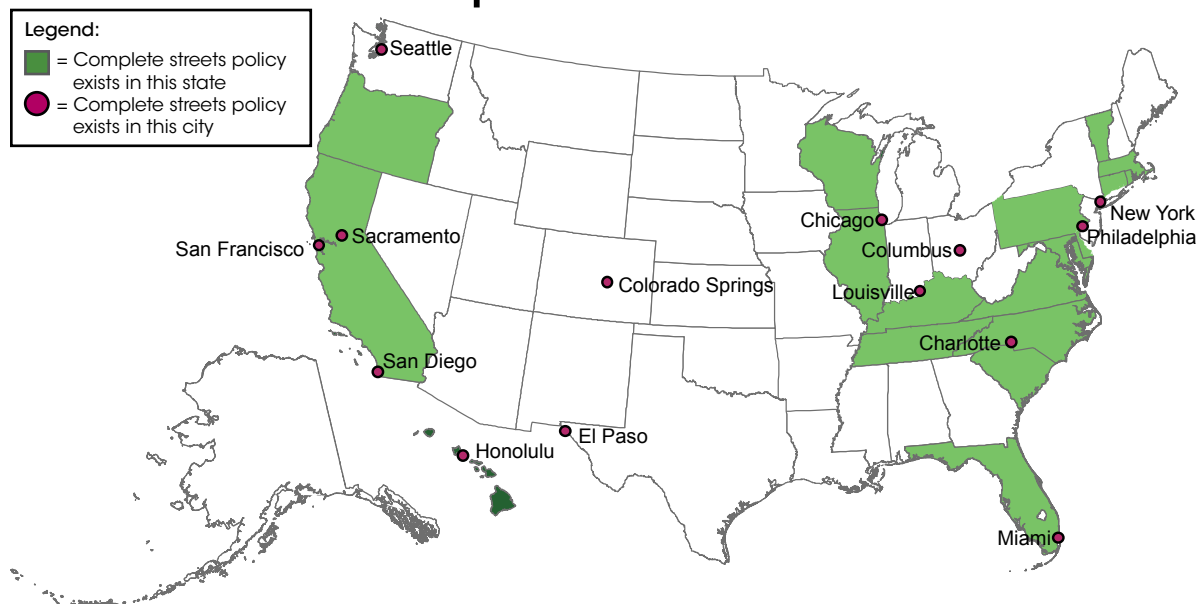 Legend:
= Complete streets policy
exists in this state
= Complete streets policy
exists in this city
Seattle
San Francisco
Sacramento
San Diego
Colorado Springs
El Paso
Honolulu
Chicago
Columbus
Louisville
Charlotte
New York
Philadelphia
Miami